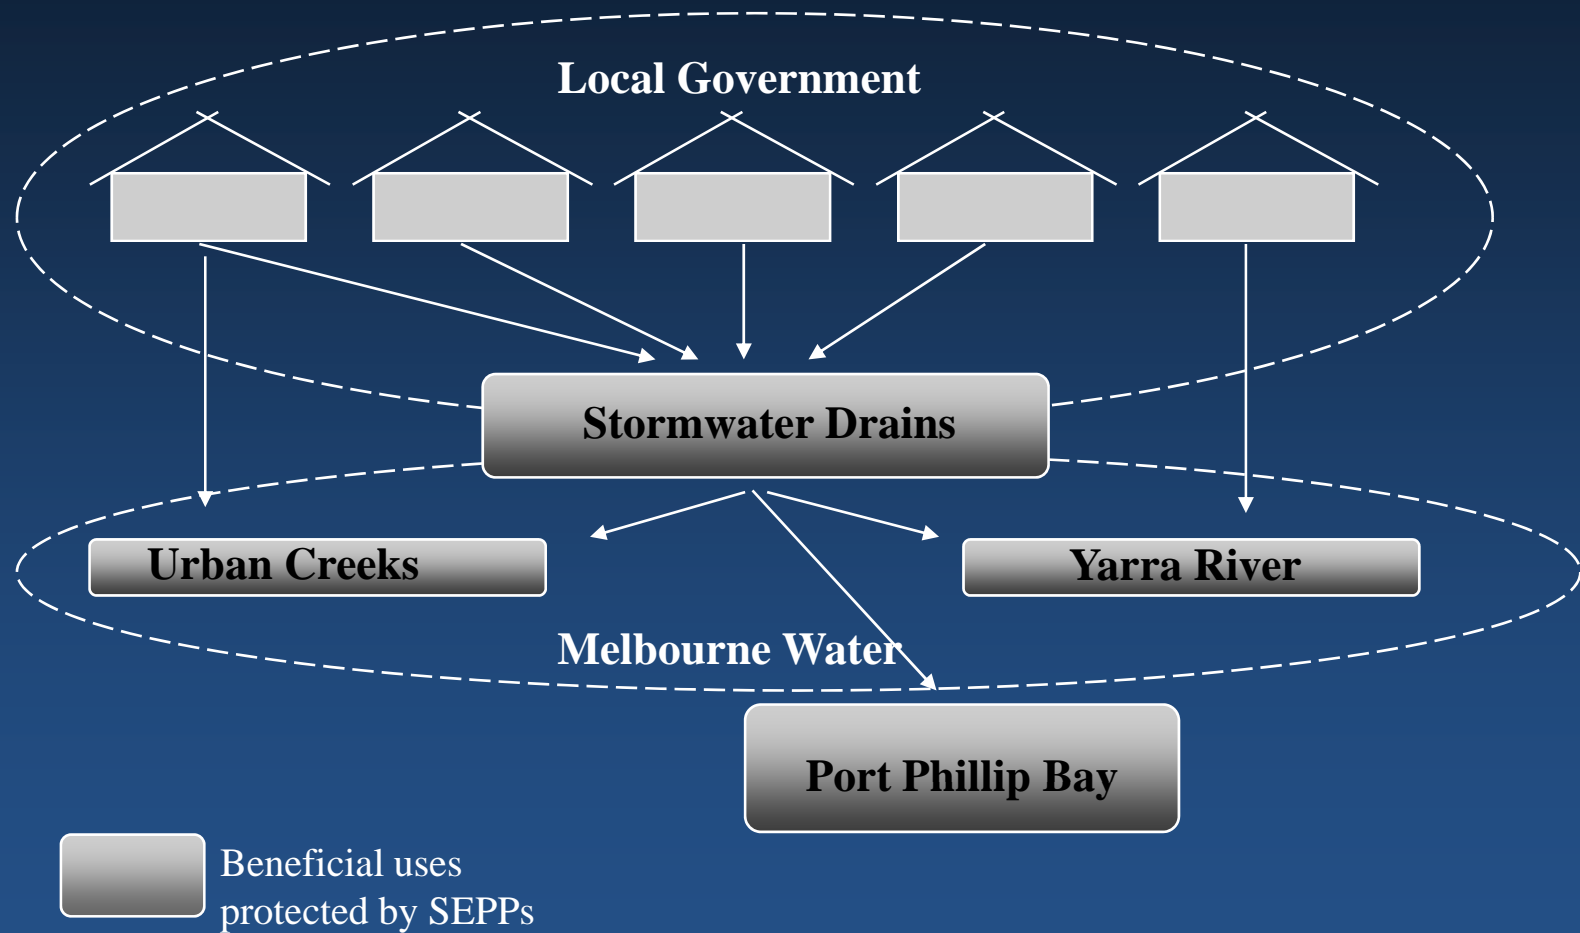 Local Government
Stormwater Drains
Urban Creeks
Yarra River
Melbourne Water
Port Phillip Bay
Beneficial uses
protected by SEPPs